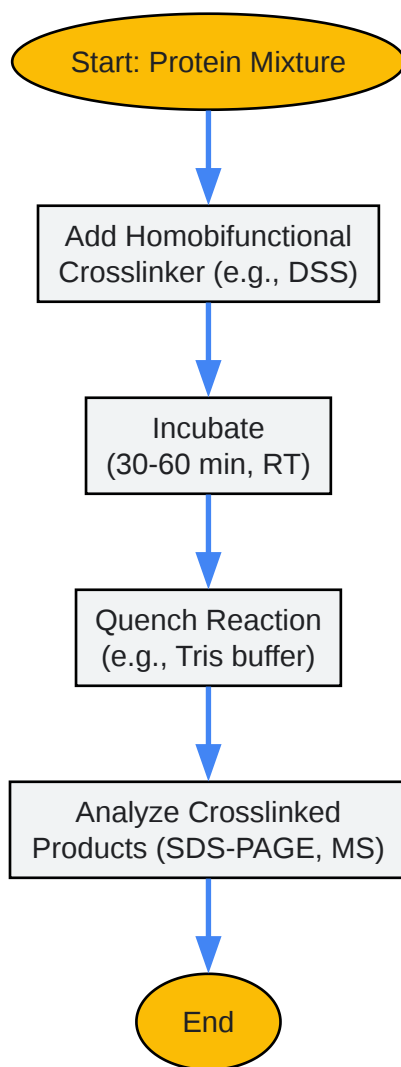 Start: Protein Mixture
Add Homobifunctional
Crosslinker (e.g., DSS)
Incubate
(30-60 min, RT)
Quench Reaction
(e.g., Tris buffer)
Analyze Crosslinked
Products (SDS-PAGE, MS)
End